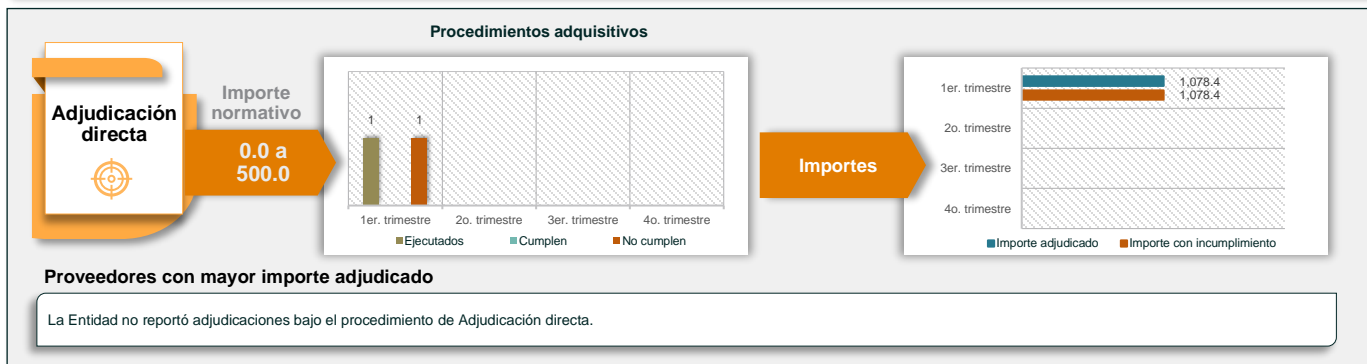 Procedimientos adquisitivos
Adjudicación
directa
Importe
normativo
0.0 a
500.0
1
1
1er. trimestre
2o. trimestre
3er. trimestre
4o. trimestre
Ejecutados
Cumplen
No cumplen
Importes
1er. trimestre
1,078.4
1,078.4
2o. trimestre
3er. trimestre
4o. trimestre
Importe adjudicado
Importe con incumplimiento
Proveedores con mayor importe adjudicado
La Entidad no reportó adjudicaciones bajo el procedimiento de Adjudicación directa.